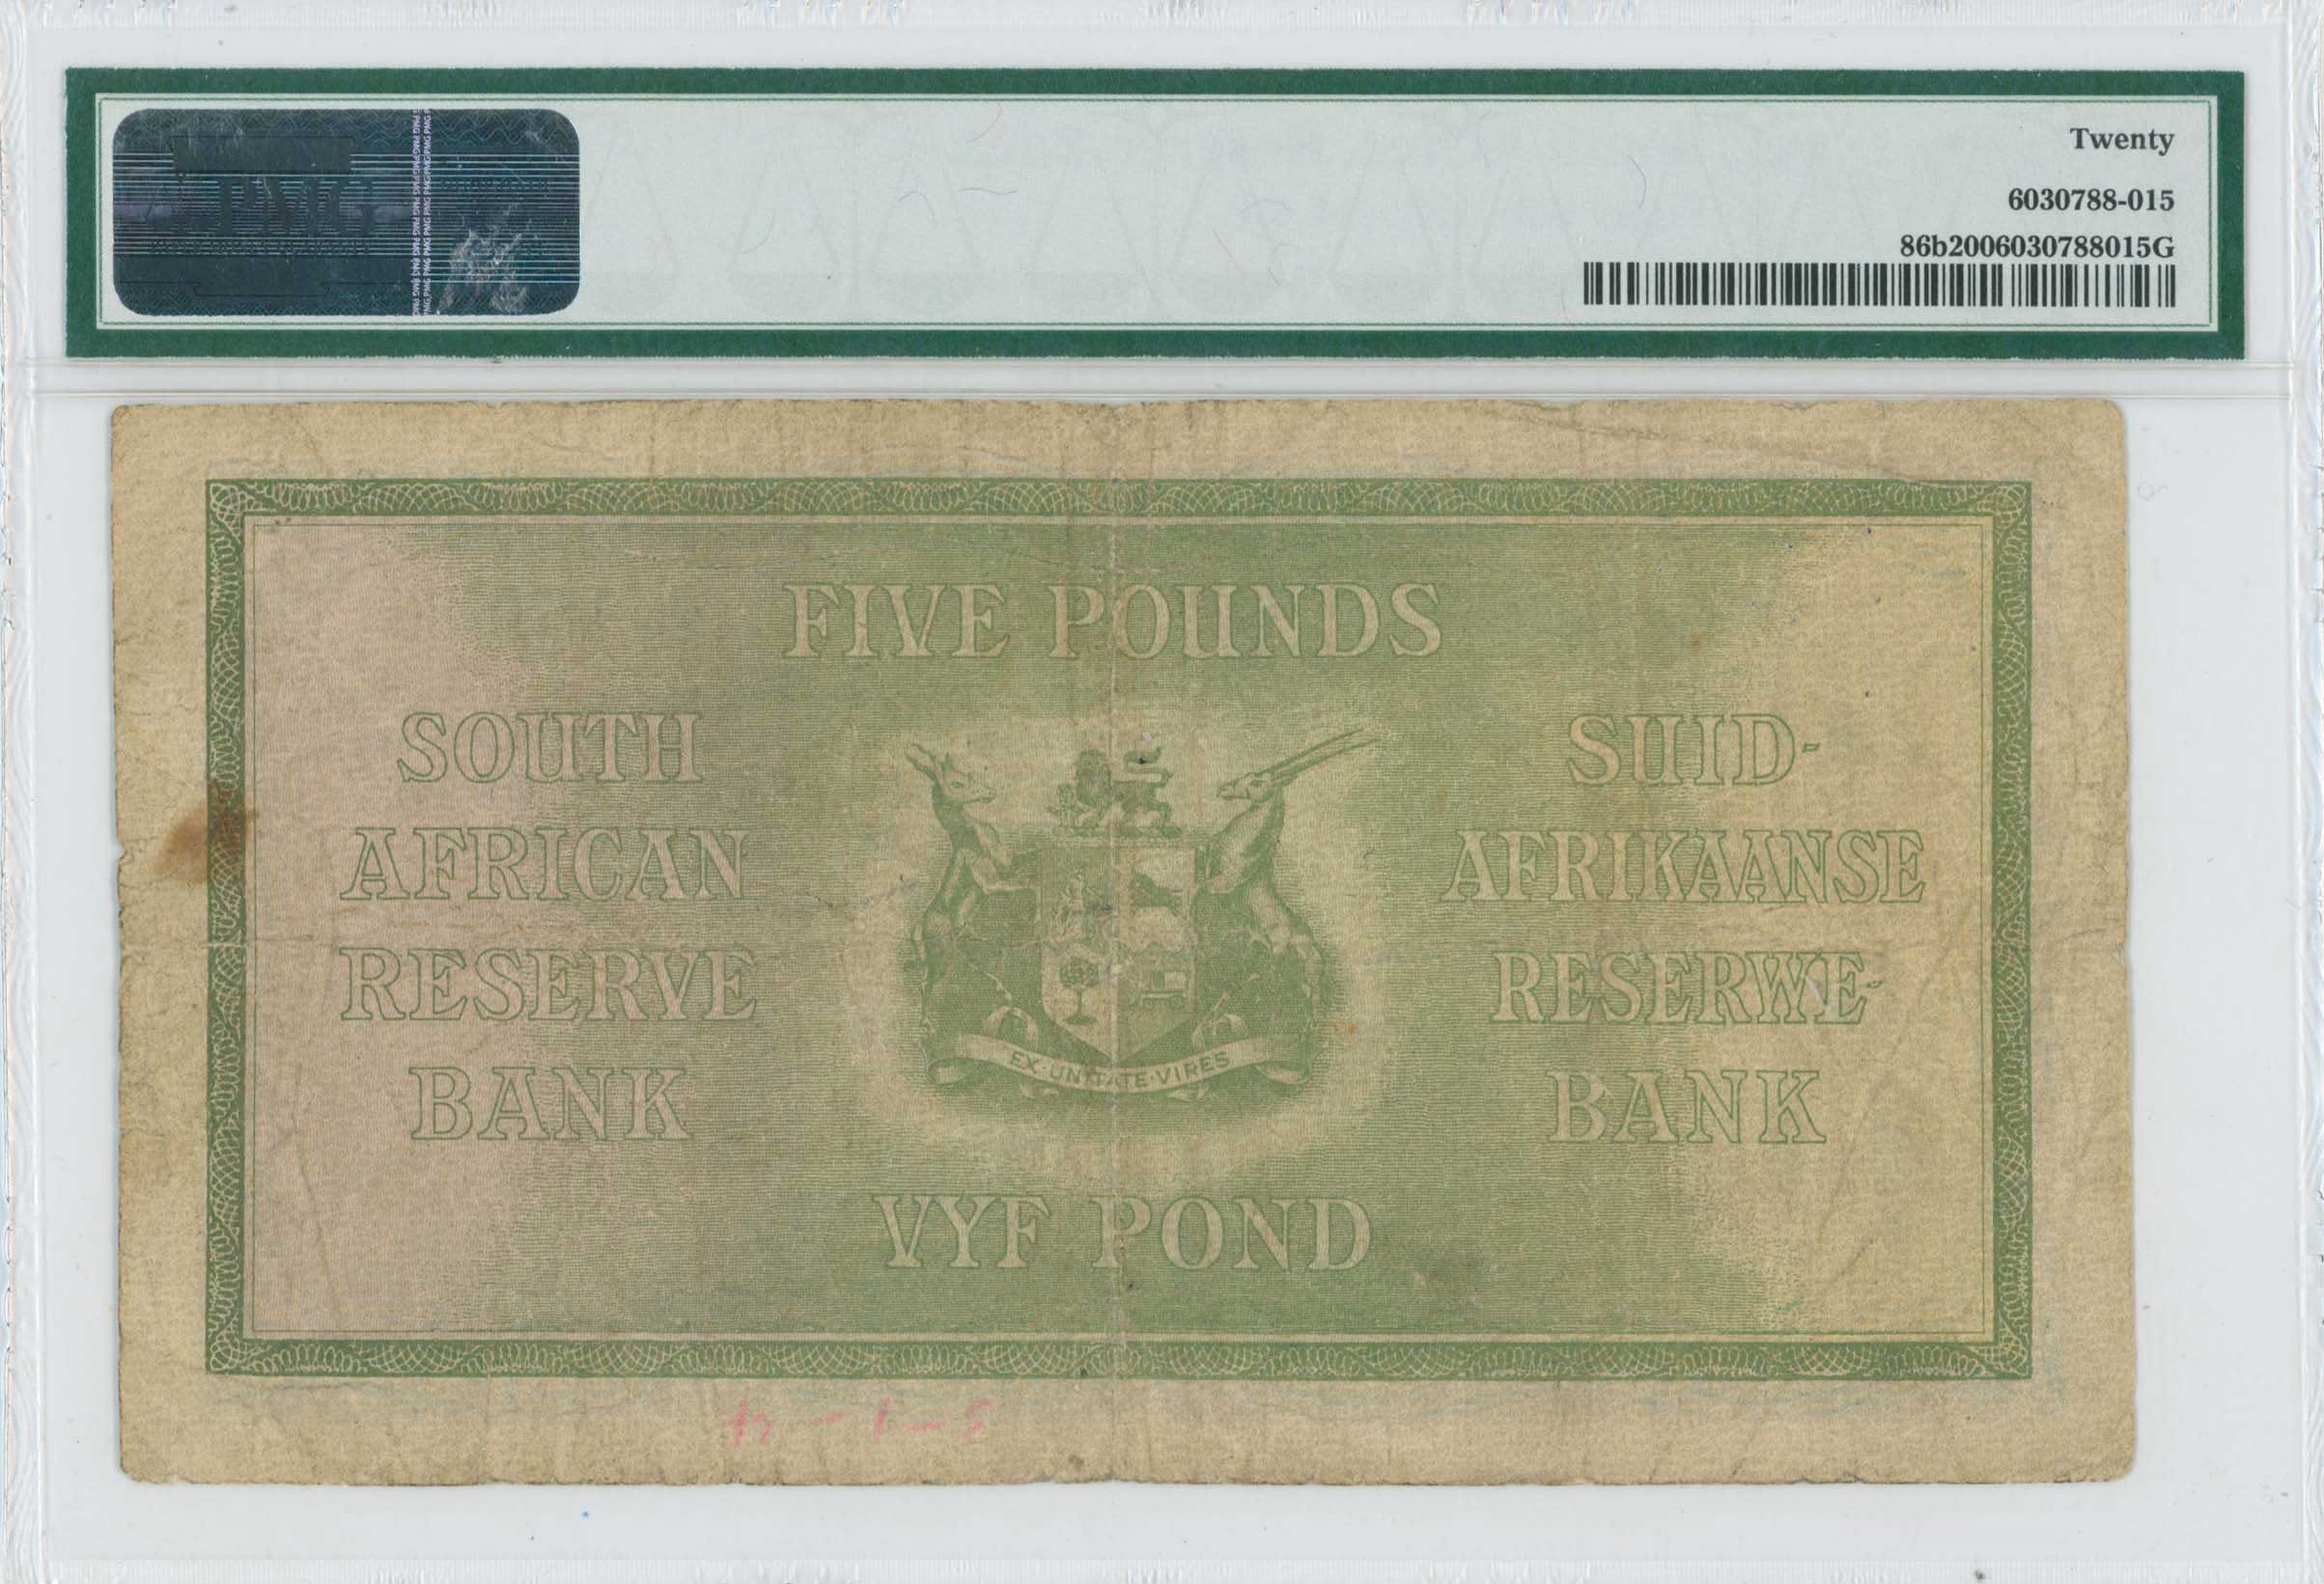 Twenty
6030788-015
86b2006030788015G
PMG
FIVE POUNDS
SOUTH
AFRICAN
RESERVE
BANK
SUID-
AFRIKAANSE
RESERWE-
BANK
EX·UNITATE·VIRES
VYF POND